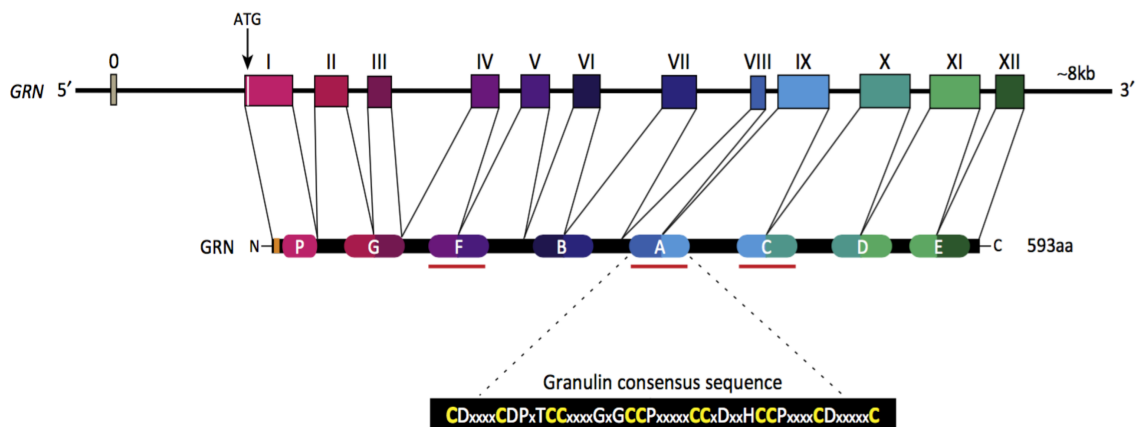 ATG
0 I II III IV V VI VII VIII IX X XI XII
GRN 5′ ~8kb 3′
GRN N P G F B A C D E C 593aa
Granulin consensus sequence
CDxxxxCDPxTCCxxxxGxGCCPxxxxxCCxDxxHCCPxxxxCDxxxxxC